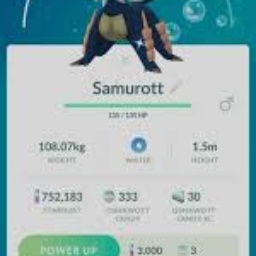 Samurott
135 / 135 HP
108.07kg
WEIGHT
WATER
1.5m
HEIGHT
752,183
STARDUST
333
OSHAWOTT CANDY
30
OSHAWOTT CANDY XL
POWER UP
3,000
3